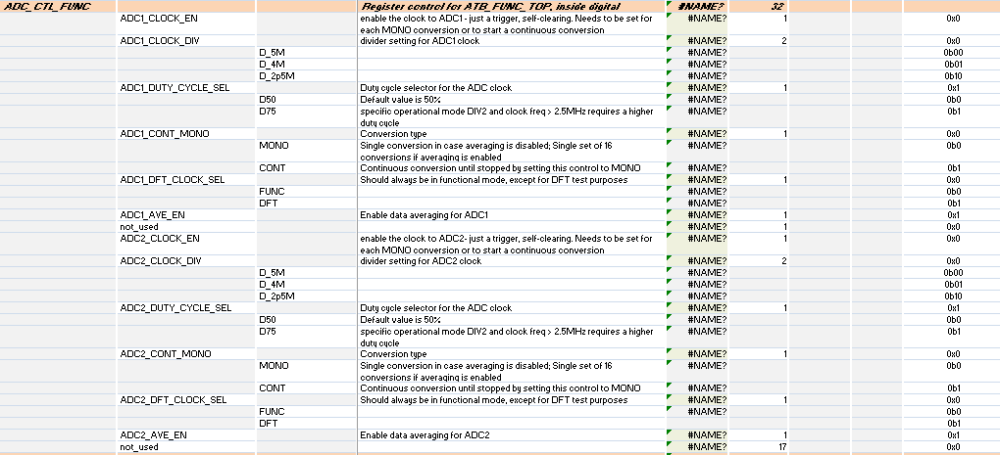 ADC_CTL_FUNC Register control for ATB_FUNC_TOP, inside digital #NAME? 32
ADC1_CLOCK_EN enable the clock to ADC1- just a trigger, self-clearing. Needs to be set for #NAME? 1 0x0
each MONO conversion or to start a continuous conversion
ADC1_CLOCK_DIV divider setting for ADC1 clock #NAME? 2 0x0
D_5M #NAME? 0b00
D_4M #NAME? 0b01
D_2p5M #NAME? 0b10
ADC1_DUTY_CYCLE_SEL Duty cycle selector for the ADC clock #NAME? 1 0x1
D50 Default value is 50% #NAME? 0b0
D75 specific operational mode DIV2 and clock freq > 2.5MHz requires a higher #NAME? 0b1
duty cycle
ADC1_CONT_MONO Conversion type #NAME? 1 0x0
MONO Single conversion in case averaging is disabled; Single set of 16 #NAME? 0b0
conversions if averaging is enabled
CONT Continuous conversion until stopped by setting this control to MONO #NAME? 0b1
ADC1_DFT_CLOCK_SEL Should always be in functional mode, except for DFT test purposes #NAME? 1 0x0
FUNC #NAME? 0b0
DFT #NAME? 0b1
ADC1_AVE_EN Enable data averaging for ADC1 #NAME? 1 0x1
not_used #NAME? 1 0x0
ADC2_CLOCK_EN enable the clock to ADC2- just a trigger, self-clearing. Needs to be set for #NAME? 1 0x0
each MONO conversion or to start a continuous conversion
ADC2_CLOCK_DIV divider setting for ADC2 clock #NAME? 2 0x0
D_5M #NAME? 0b00
D_4M #NAME? 0b01
D_2p5M #NAME? 0b10
ADC2_DUTY_CYCLE_SEL Duty cycle selector for the ADC clock #NAME? 1 0x1
D50 Default value is 50% #NAME? 0b0
D75 specific operational mode DIV2 and clock freq > 2.5MHz requires a higher #NAME? 0b1
duty cycle
ADC2_CONT_MONO Conversion type #NAME? 1 0x0
MONO Single conversion in case averaging is disabled; Single set of 16 #NAME? 0b0
conversions if averaging is enabled
CONT Continuous conversion until stopped by setting this control to MONO #NAME? 0b1
ADC2_DFT_CLOCK_SEL Should always be in functional mode, except for DFT test purposes #NAME? 1 0x0
FUNC #NAME? 0b0
DFT #NAME? 0b1
ADC2_AVE_EN Enable data averaging for ADC2 #NAME? 1 0x1
not_used #NAME? 17 0x0